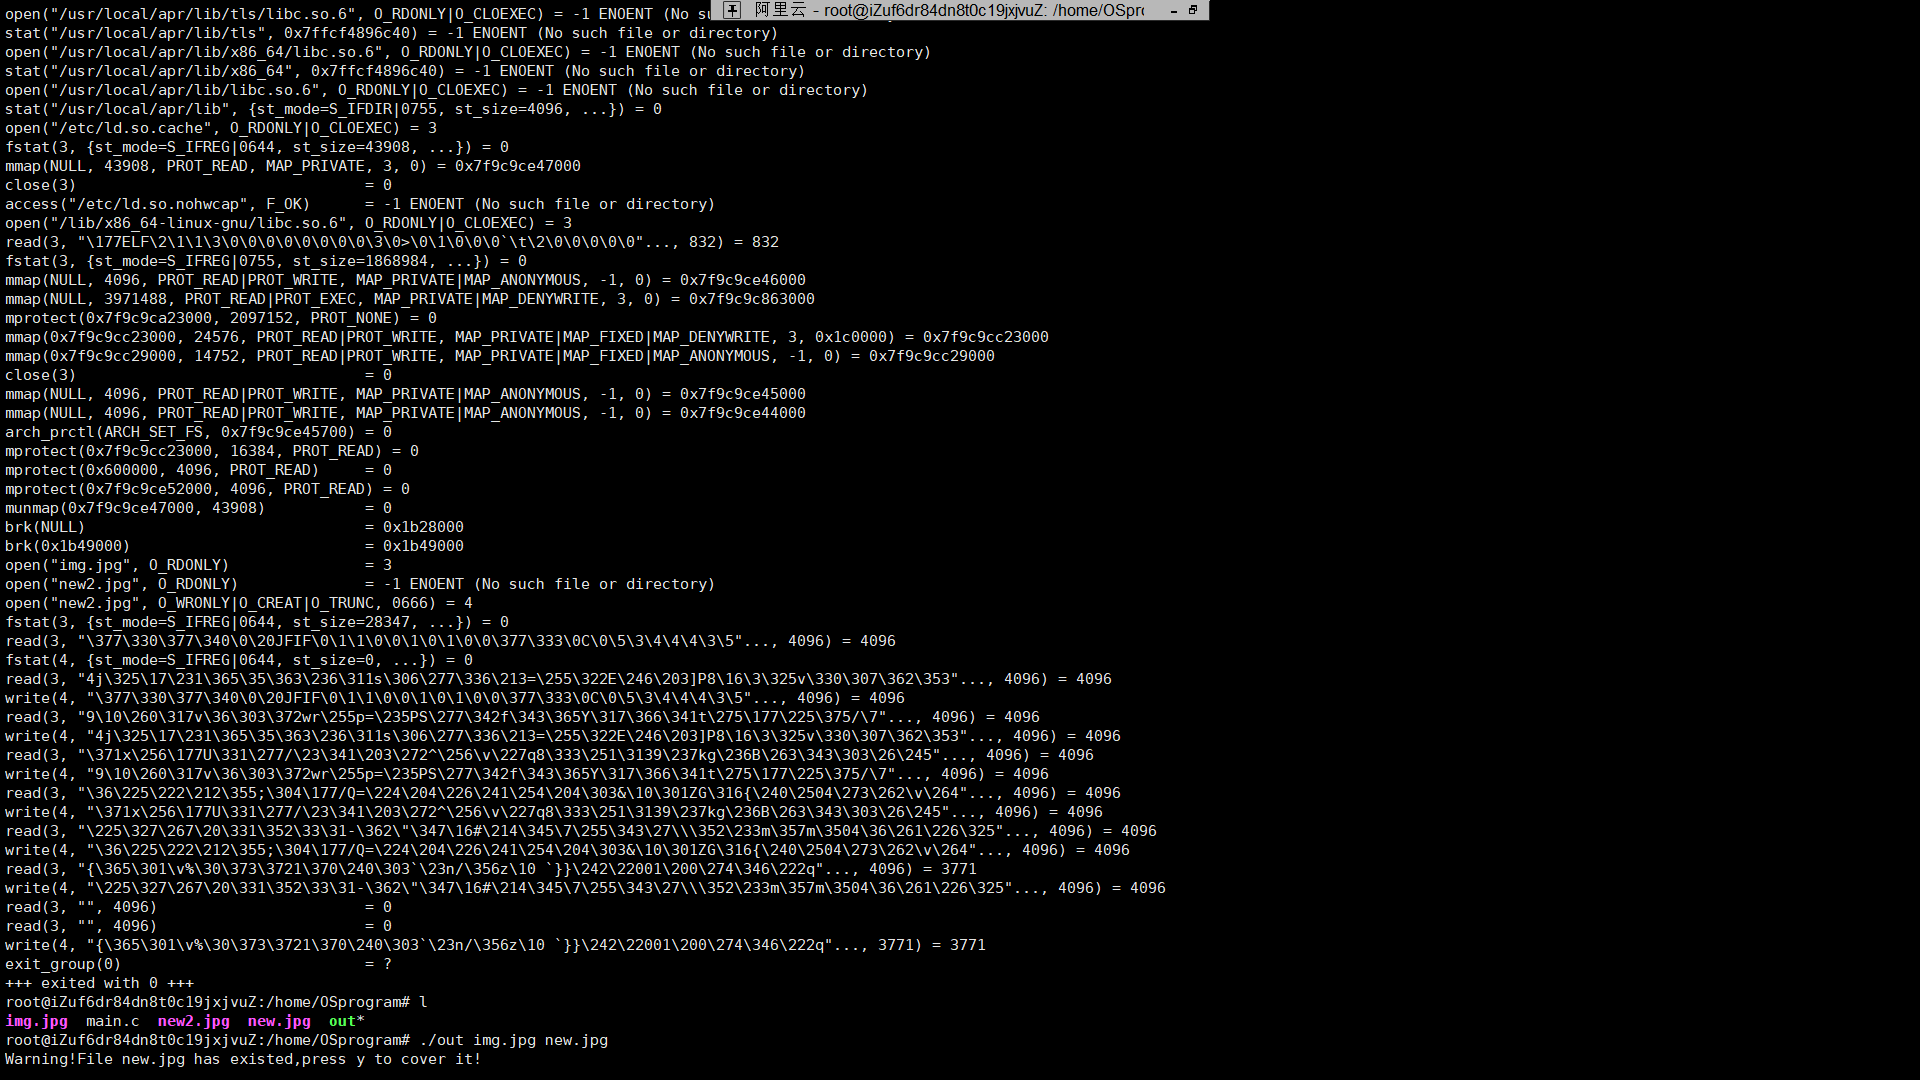 open("/usr/local/apr/lib/tls/libc.so.6", O_RDONLY|O_CLOEXEC) = -1 ENOENT (No su
阿里云 - root@iZuf6dr84dn8t0c19jxjvuZ: /home/OSpro
stat("/usr/local/apr/lib/tls", 0x7ffcf4896c40) = -1 ENOENT (No such file or directory)
open("/usr/local/apr/lib/x86_64/libc.so.6", O_RDONLY|O_CLOEXEC) = -1 ENOENT (No such file or directory)
stat("/usr/local/apr/lib/x86_64", 0x7ffcf4896c40) = -1 ENOENT (No such file or directory)
open("/usr/local/apr/lib/libc.so.6", O_RDONLY|O_CLOEXEC) = -1 ENOENT (No such file or directory)
stat("/usr/local/apr/lib", {st_mode=S_IFDIR|0755, st_size=4096, ...}) = 0
open("/etc/ld.so.cache", O_RDONLY|O_CLOEXEC) = 3
fstat(3, {st_mode=S_IFREG|0644, st_size=43908, ...}) = 0
mmap(NULL, 43908, PROT_READ, MAP_PRIVATE, 3, 0) = 0x7f9c9ce47000
close(3)                                = 0
access("/etc/ld.so.nohwcap", F_OK)      = -1 ENOENT (No such file or directory)
open("/lib/x86_64-linux-gnu/libc.so.6", O_RDONLY|O_CLOEXEC) = 3
read(3, "\177ELF\2\1\1\3\0\0\0\0\0\0\0\0\3\0>\0\1\0\0\0`\t\2\0\0\0\0\0"..., 832) = 832
fstat(3, {st_mode=S_IFREG|0755, st_size=1868984, ...}) = 0
mmap(NULL, 4096, PROT_READ|PROT_WRITE, MAP_PRIVATE|MAP_ANONYMOUS, -1, 0) = 0x7f9c9ce46000
mmap(NULL, 3971488, PROT_READ|PROT_EXEC, MAP_PRIVATE|MAP_DENYWRITE, 3, 0) = 0x7f9c9c863000
mprotect(0x7f9c9ca23000, 2097152, PROT_NONE) = 0
mmap(0x7f9c9cc23000, 24576, PROT_READ|PROT_WRITE, MAP_PRIVATE|MAP_FIXED|MAP_DENYWRITE, 3, 0x1c0000) = 0x7f9c9cc23000
mmap(0x7f9c9cc29000, 14752, PROT_READ|PROT_WRITE, MAP_PRIVATE|MAP_FIXED|MAP_ANONYMOUS, -1, 0) = 0x7f9c9cc29000
close(3)                                = 0
mmap(NULL, 4096, PROT_READ|PROT_WRITE, MAP_PRIVATE|MAP_ANONYMOUS, -1, 0) = 0x7f9c9ce45000
mmap(NULL, 4096, PROT_READ|PROT_WRITE, MAP_PRIVATE|MAP_ANONYMOUS, -1, 0) = 0x7f9c9ce44000
arch_prctl(ARCH_SET_FS, 0x7f9c9ce45700) = 0
mprotect(0x7f9c9cc23000, 16384, PROT_READ) = 0
mprotect(0x600000, 4096, PROT_READ)     = 0
mprotect(0x7f9c9ce52000, 4096, PROT_READ) = 0
munmap(0x7f9c9ce47000, 43908)           = 0
brk(NULL)                               = 0x1b28000
brk(0x1b49000)                          = 0x1b49000
open("img.jpg", O_RDONLY)               = 3
open("new2.jpg", O_RDONLY)              = -1 ENOENT (No such file or directory)
open("new2.jpg", O_WRONLY|O_CREAT|O_TRUNC, 0666) = 4
fstat(3, {st_mode=S_IFREG|0644, st_size=28347, ...}) = 0
read(3, "\377\330\377\340\0\20JFIF\0\1\1\0\0\1\0\1\0\0\377\333\0C\0\5\3\4\4\4\3\5"..., 4096) = 4096
fstat(4, {st_mode=S_IFREG|0644, st_size=0, ...}) = 0
read(3, "4j\325\17\231\365\35\363\236\311s\306\277\336\213=\255\322E\246\203]P8\16\3\325v\330\307\362\353"..., 4096) = 4096
write(4, "\377\330\377\340\0\20JFIF\0\1\1\0\0\1\0\1\0\0\377\333\0C\0\5\3\4\4\4\3\5"..., 4096) = 4096
read(3, "9\10\260\317v\36\303\372wr\255p=\235PS\277\342f\343\365Y\317\366\341t\275\177\225\375/\7"..., 4096) = 4096
write(4, "4j\325\17\231\365\35\363\236\311s\306\277\336\213=\255\322E\246\203]P8\16\3\325v\330\307\362\353"..., 4096) = 4096
read(3, "\371x\256\177U\331\277/\23\341\203\272^\256\v\227q8\333\251\3139\237kg\236B\263\343\303\26\245"..., 4096) = 4096
write(4, "9\10\260\317v\36\303\372wr\255p=\235PS\277\342f\343\365Y\317\366\341t\275\177\225\375/\7"..., 4096) = 4096
read(3, "\36\225\222\212\355;\304\177/Q=\224\204\226\241\254\204\303&\10\301ZG\316{\240\2504\273\262\v\264"..., 4096) = 4096
write(4, "\371x\256\177U\331\277/\23\341\203\272^\256\v\227q8\333\251\3139\237kg\236B\263\343\303\26\245"..., 4096) = 4096
read(3, "\225\327\267\20\331\352\33\31-\362\"\347\16#\214\345\7\255\343\27\\\352\233m\357m\3504\36\261\226\325"..., 4096) = 4096
write(4, "\36\225\222\212\355;\304\177/Q=\224\204\226\241\254\204\303&\10\301ZG\316{\240\2504\273\262\v\264"..., 4096) = 4096
read(3, "{\365\301\v%\30\373\3721\370\240\303`\23n/\356z\10 `}}\242\22001\200\274\346\222q"..., 4096) = 3771
write(4, "\225\327\267\20\331\352\33\31-\362\"\347\16#\214\345\7\255\343\27\\\352\233m\357m\3504\36\261\226\325"..., 4096) = 4096
read(3, "", 4096)                       = 0
read(3, "", 4096)                       = 0
write(4, "{\365\301\v%\30\373\3721\370\240\303`\23n/\356z\10 `}}\242\22001\200\274\346\222q"..., 3771) = 3771
exit_group(0)                           = ?
+++ exited with 0 +++
root@iZuf6dr84dn8t0c19jxjvuZ:/home/OSprogram# l
img.jpg  main.c  new2.jpg  new.jpg  out*
root@iZuf6dr84dn8t0c19jxjvuZ:/home/OSprogram# ./out img.jpg new.jpg
Warning!File new.jpg has existed,press y to cover it!